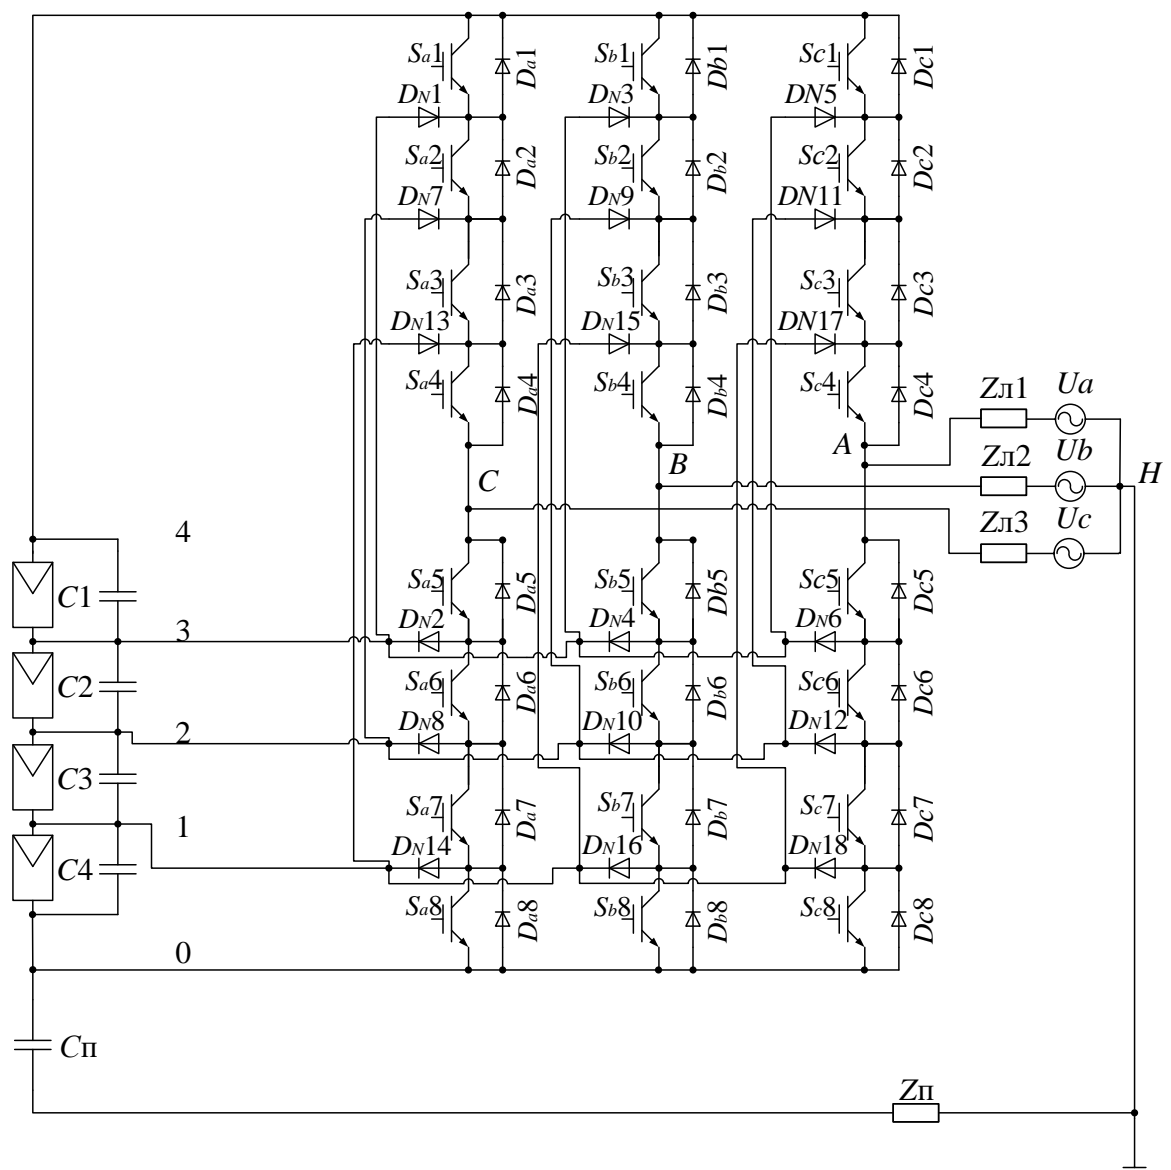 Sa1 Da1 Sb1 Db1 Sc1 Dc1
DN1 DN3 DN5
Sa2 Da2 Sb2 Db2 Sc2 Dc2
DN7 DN9 DN11
Sa3 Da3 Sb3 Db3 Sc3 Dc3
DN13 DN15 DN17
Sa4 Da4 Sb4 Db4 Sc4 Dc4
Zл1 Ua
A
B
C
Zл2 Ub
H
Zл3 Uc
4
C1 Sa5 Da5 Sb5 Db5 Sc5 Dc5
3 DN2 DN4 DN6
C2 Sa6 Da6 Sb6 Db6 Sc6 Dc6
2 DN8 DN10 DN12
C3 Sa7 Da7 Sb7 Db7 Sc7 Dc7
1 DN14 DN16 DN18
C4 Sa8 Da8 Sb8 Db8 Sc8 Dc8
0
Cп
Zп